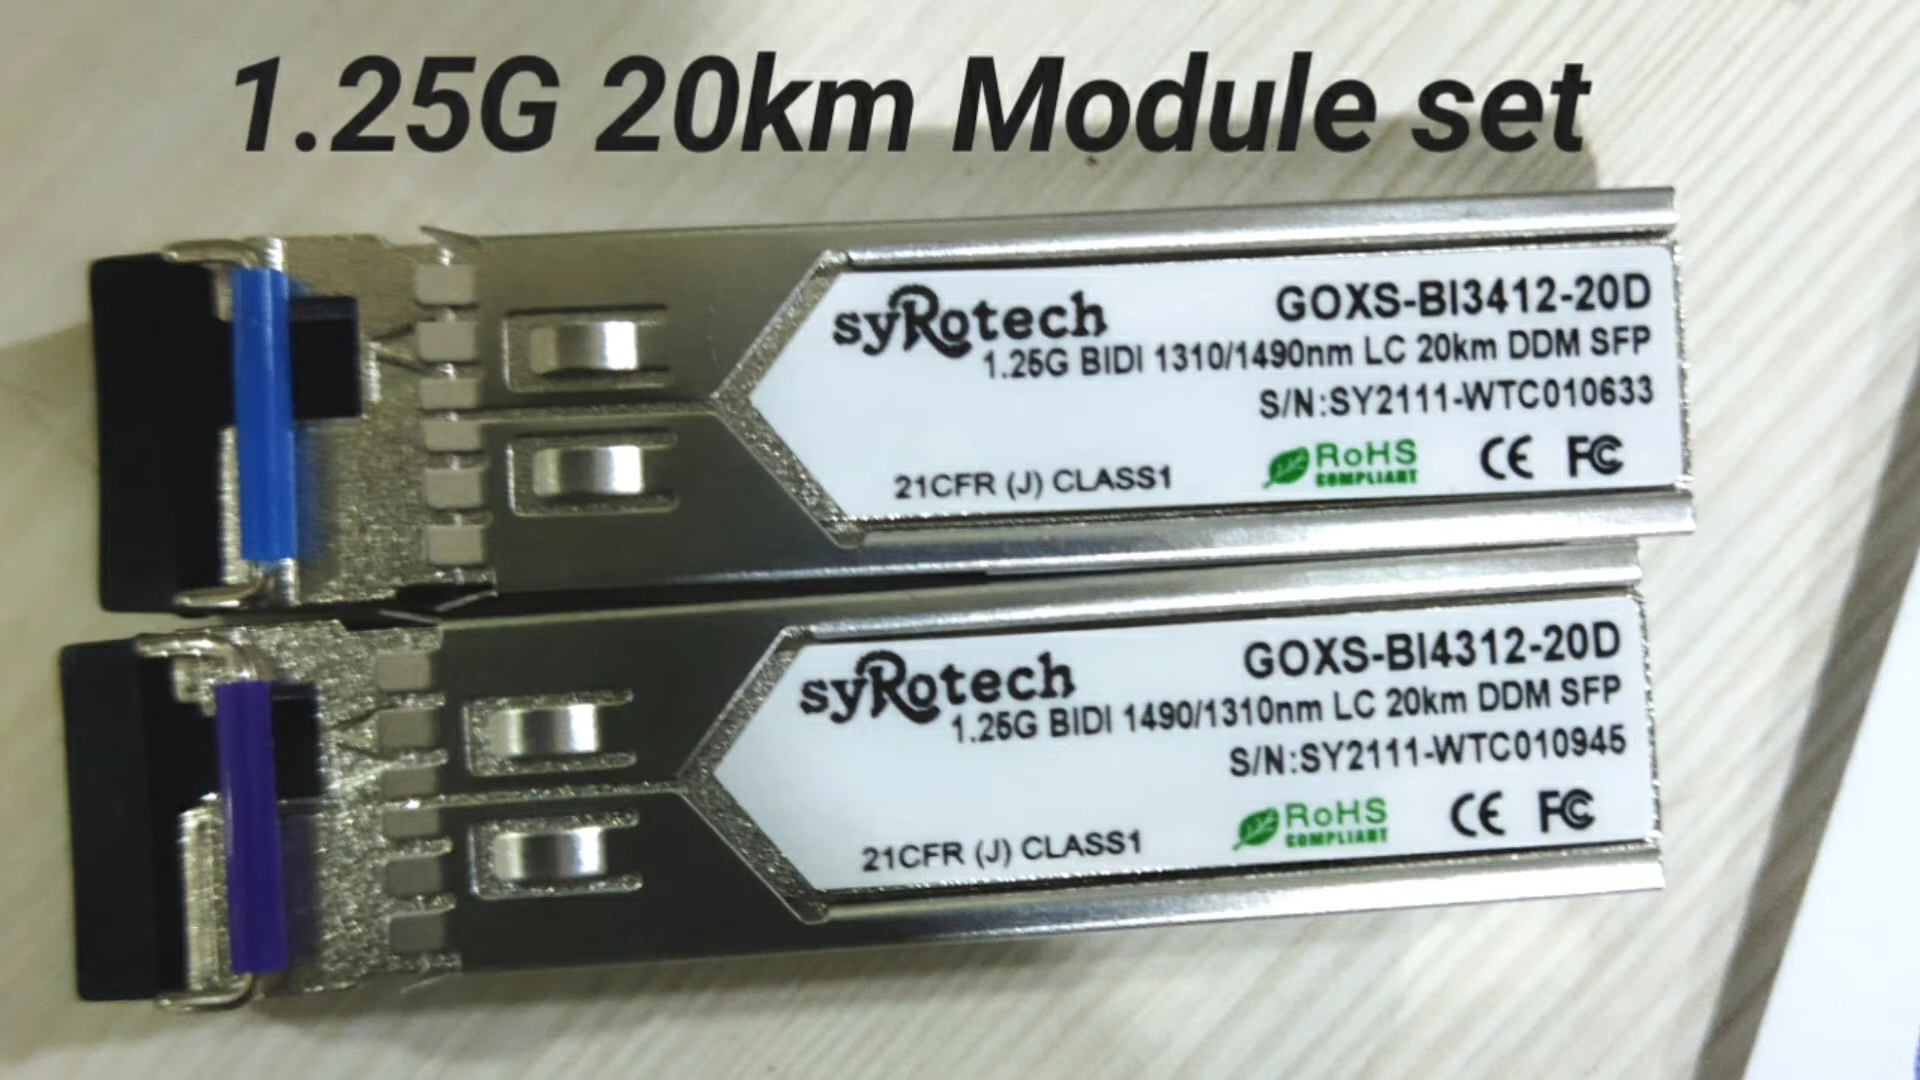 1.25G 20km Module set
syRotech
GOXS-BI3412-20D
1.25G BIDI 1310/1490nm LC 20km DDM SFP
S/N:SY2111-WTC010633
21CFR (J) CLASS1
RoHS
COMPLIANT
CE FC
syRotech
GOXS-BI4312-20D
1.25G BIDI 1490/1310nm LC 20km DDM SFP
S/N:SY2111-WTC010945
21CFR (J) CLASS1
RoHS
COMPLIANT
CE FC